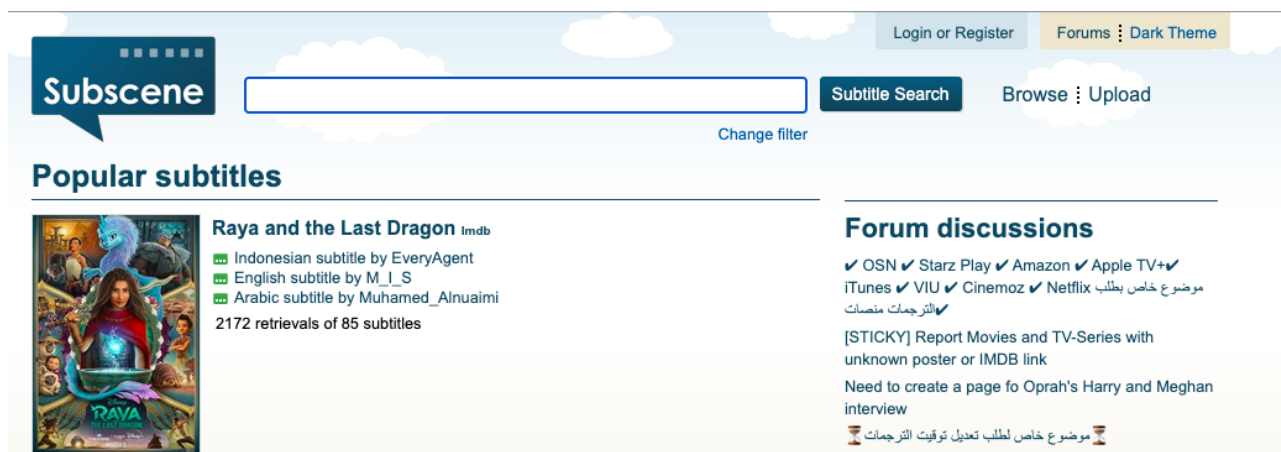 Login or Register
Forums
Dark Theme
Subscene
Subtitle Search
Browse
Upload
Change filter
Popular subtitles
Raya and the Last Dragon Imdb
Indonesian subtitle by EveryAgent
English subtitle by M_I_S
Arabic subtitle by Muhamed_Alnuaimi
2172 retrievals of 85 subtitles
Disney
RAYA
THE LAST DRAGON
Forum discussions
✔ OSN ✔ Starz Play ✔ Amazon ✔ Apple TV+✔
iTunes ✔ VIU ✔ Cinemoz ✔ Netflix موضوع خاص بطلب
✔الترجمات منصات
[STICKY] Report Movies and TV-Series with
unknown poster or IMDB link
Need to create a page fo Oprah's Harry and Meghan
interview
⏳موضوع خاص لطلب تعديل توقيت الترجمات⏳